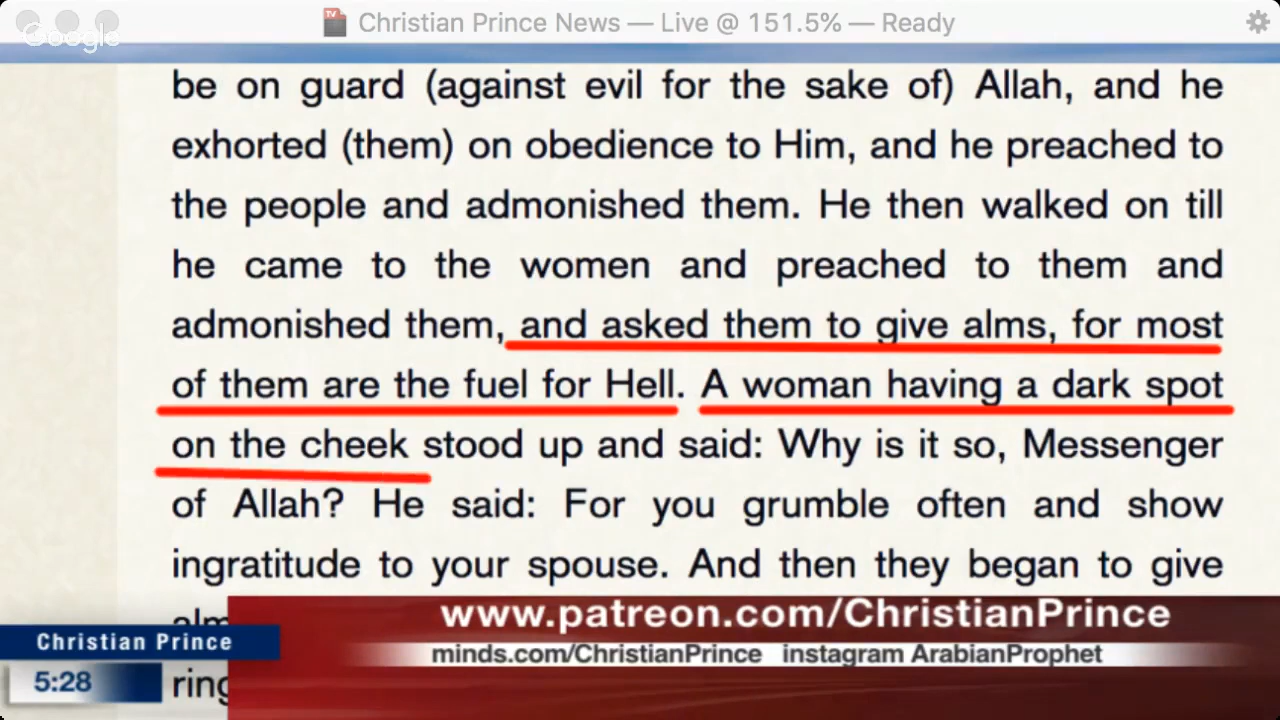 Christian Prince News — Live @ 151.5% — Ready
Google
be on guard (against evil for the sake of) Allah, and he
exhorted (them) on obedience to Him, and he preached to
the people and admonished them. He then walked on till
he came to the women and preached to them and
admonished them, and asked them to give alms, for most
of them are the fuel for Hell. A woman having a dark spot
on the cheek stood up and said: Why is it so, Messenger
of Allah? He said: For you grumble often and show
ingratitude to your spouse. And then they began to give
www.patreon.com/ChristianPrince
Christian Prince
minds.com/ChristianPrince instagram ArabianProphet
5:28